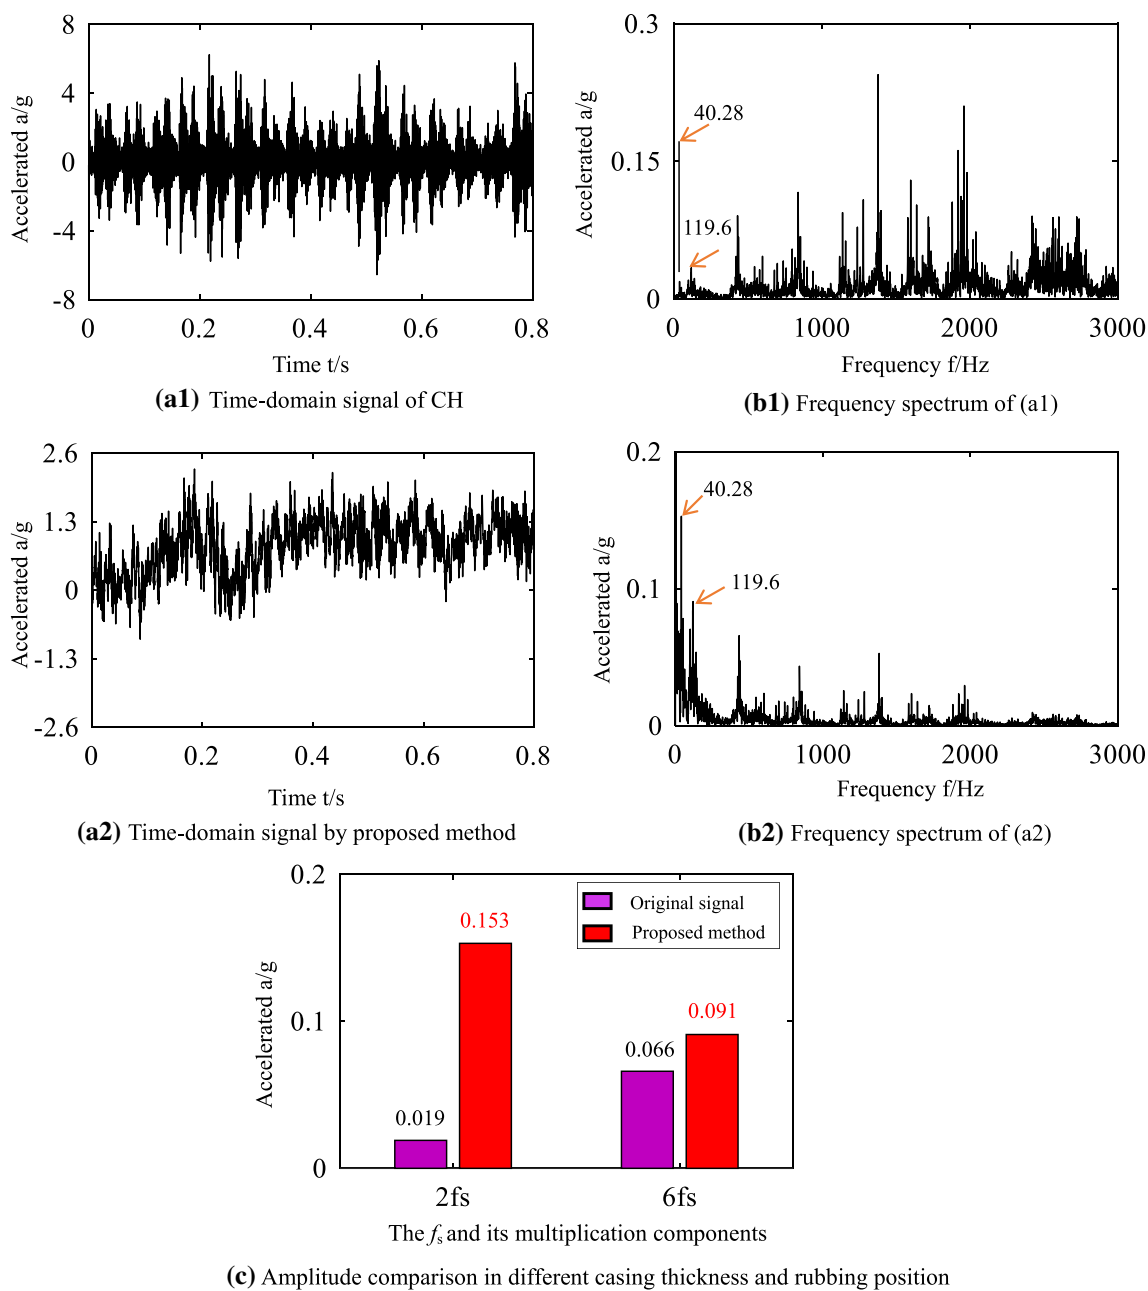 8
4
0
-4
-8
Accelerated a/g
0 0.2 0.4 0.6 0.8
Time t/s
(a1) Time-domain signal of CH
0.3
0.15
0
Accelerated a/g
40.28
119.6
0 1000 2000 3000
Frequency f/Hz
(b1) Frequency spectrum of (a1)
2.6
1.3
0
-1.3
-2.6
Accelerated a/g
0 0.2 0.4 0.6 0.8
Time t/s
(a2) Time-domain signal by proposed method
0.2
0.1
0
Accelerated a/g
40.28
119.6
0 1000 2000 3000
Frequency f/Hz
(b2) Frequency spectrum of (a2)
0.2
0.1
0
Accelerated a/g
Original signal
Proposed method
0.019
0.153
0.066
0.091
2fs 6fs
The fs and its multiplication components
(c) Amplitude comparison in different casing thickness and rubbing position